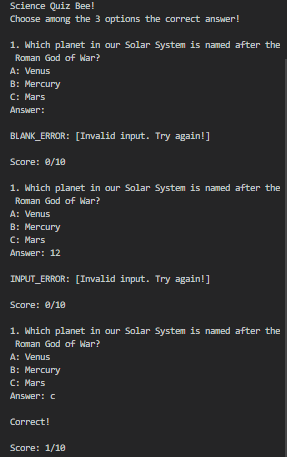 Science Quiz Bee!
Choose among the 3 options the correct answer!
1. Which planet in our Solar System is named after the
Roman God of War?
A: Venus
B: Mercury
C: Mars
Answer:
BLANK_ERROR: [Invalid input. Try again!]
Score: 0/10
1. Which planet in our Solar System is named after the
Roman God of War?
A: Venus
B: Mercury
C: Mars
Answer: 12
INPUT_ERROR: [Invalid input. Try again!]
Score: 0/10
1. Which planet in our Solar System is named after the
Roman God of War?
A: Venus
B: Mercury
C: Mars
Answer: c
Correct!
Score: 1/10